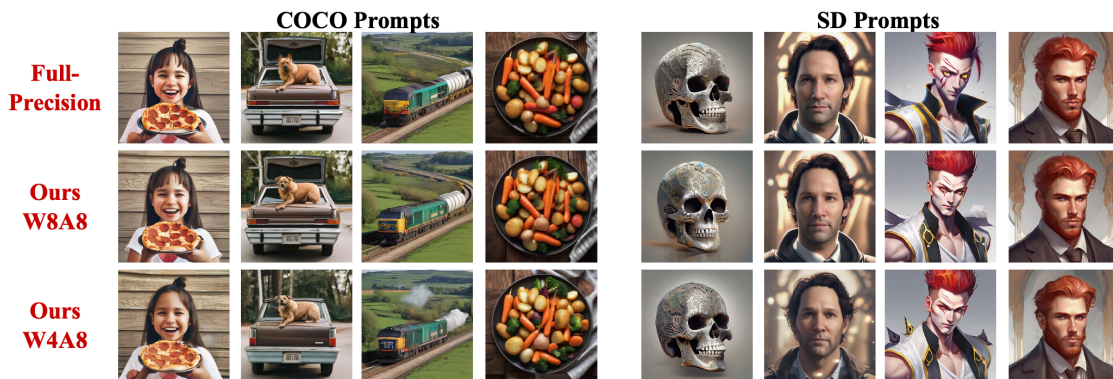 COCO Prompts
SD Prompts
Full-
Precision
Ours
W8A8
Ours
W4A8